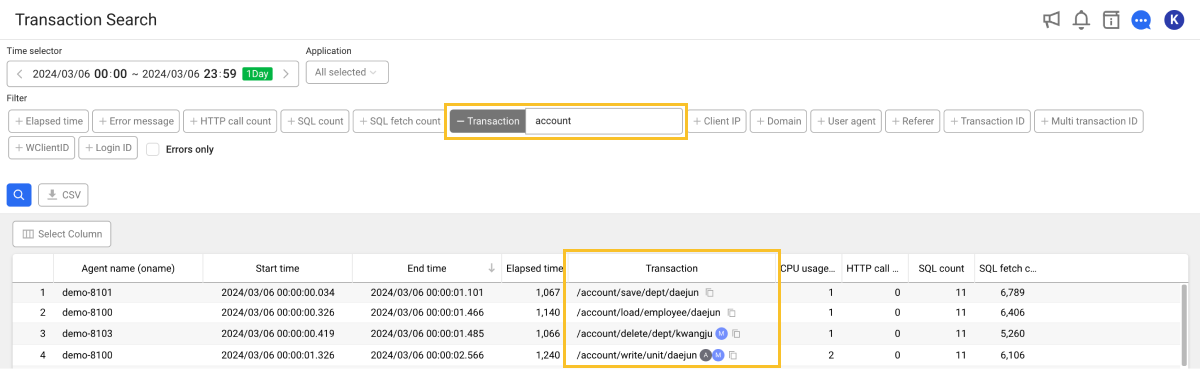 Transaction Search
K
Time selector
Application
2024/03/06 00:00 ~ 2024/03/06 23:59 1Day
All selected
Filter
+ Elapsed time + Error message + HTTP call count + SQL count + SQL fetch count − Transaction account + Client IP + Domain + User agent + Referer + Transaction ID + Multi transaction ID
+ WClientID + Login ID Errors only
CSV
Select Column
Agent name (oname) Start time End time Elapsed time Transaction CPU usage... HTTP call ... SQL count SQL fetch c...
1 demo-8101 2024/03/06 00:00:00.034 2024/03/06 00:00:01.101 1,067 /account/save/dept/daejun 1 0 11 6,789
2 demo-8100 2024/03/06 00:00:00.326 2024/03/06 00:00:01.466 1,140 /account/load/employee/daejun 1 0 11 6,406
3 demo-8103 2024/03/06 00:00:00.419 2024/03/06 00:00:01.485 1,066 /account/delete/dept/kwangju M 1 0 11 5,260
4 demo-8100 2024/03/06 00:00:01.326 2024/03/06 00:00:02.566 1,240 /account/write/unit/daejun A M 2 0 11 6,106